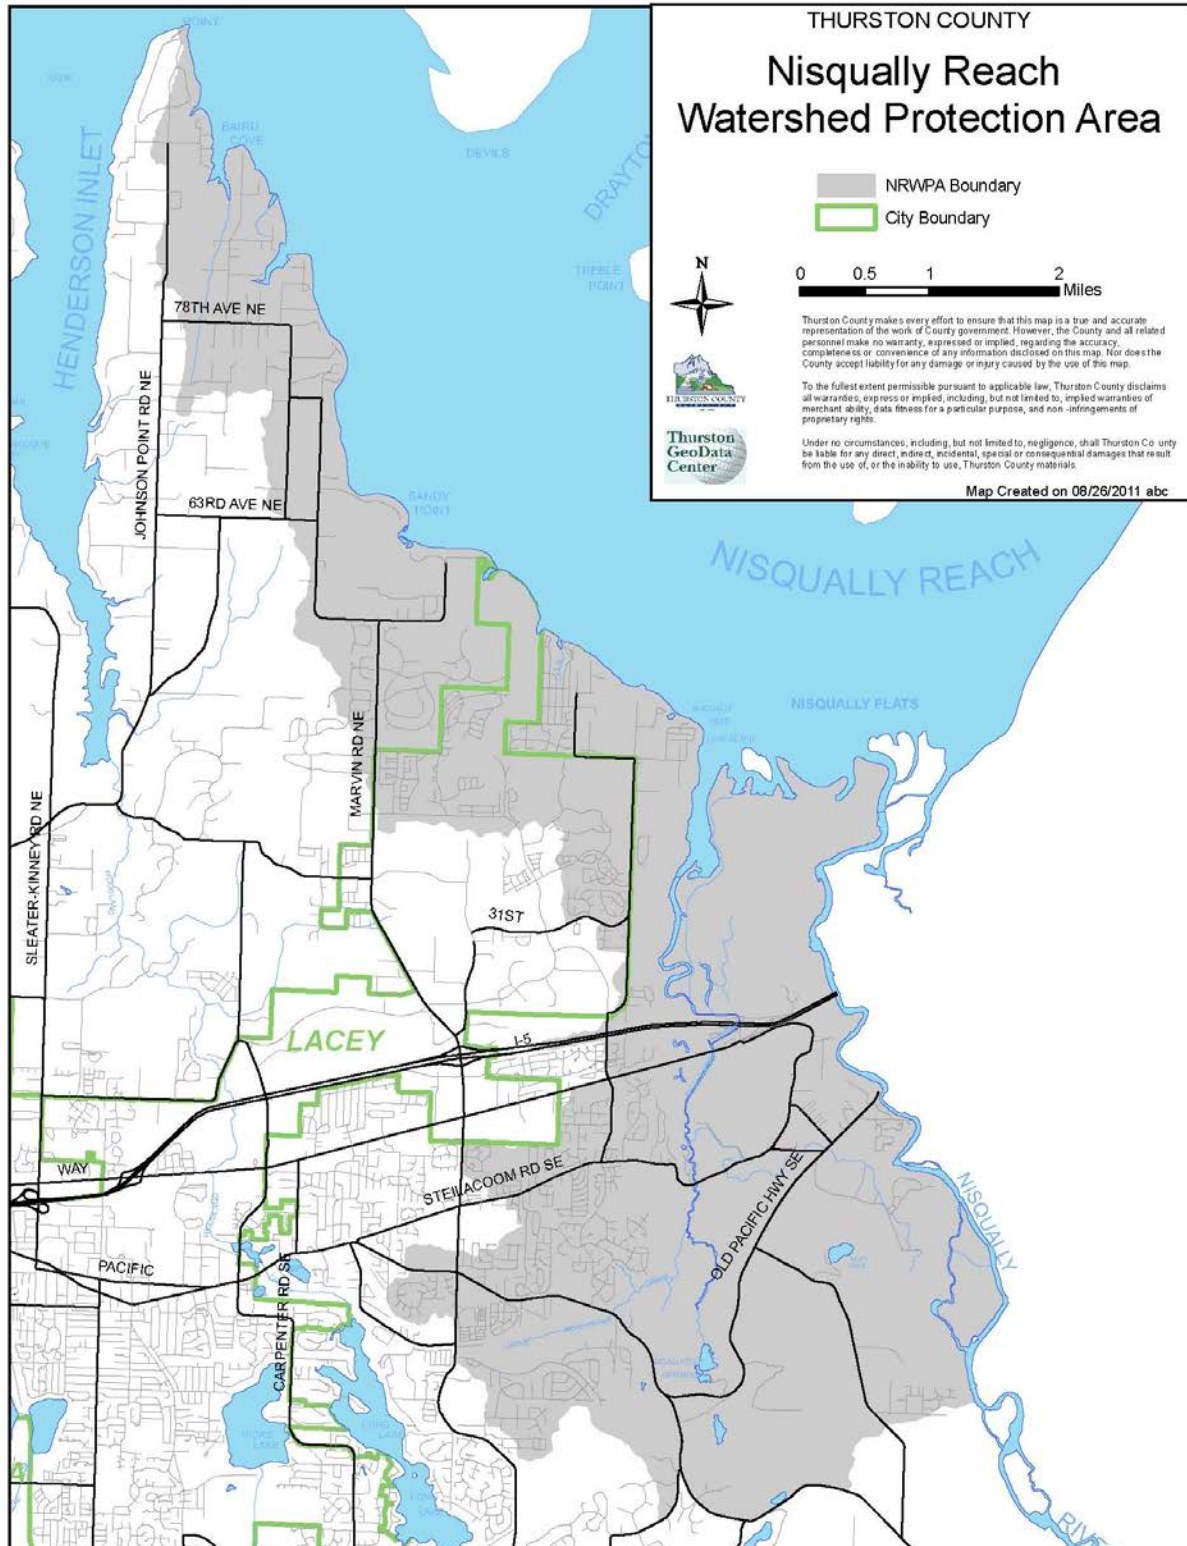 THURSTON COUNTY
Nisqually Reach
Watershed Protection Area
NRWPA Boundary
City Boundary
N
0 0.5 1 2
Miles
Thurston County makes every effort to ensure that this map is a true and accurate
representation of the work of County government. However, the County and all related
personnel make no warranty, expressed or implied, regarding the accuracy,
completeness or convenience of any information disclosed on this map. Nor does the
County accept liability for any damage or injury caused by the use of this map.
To the fullest extent permissible pursuant to applicable law, Thurston County disclaims
all warranties, express or implied, including, but not limited to, implied warranties of
merchant ability, data fitness for a particular purpose, and non -infringements of
proprietary rights.
Under no circumstances, including, but not limited to, negligence, shall Thurston Co unty
be liable for any direct, indirect, incidental, special or consequential damages that result
from the use of, or the inability to use, Thurston County materials.
Map Created on 08/26/2011 abc
THURSTON COUNTY
Thurston
GeoData
Center
POINT
BAIRD
COVE
DEVILS
DRAYTON
TREBLE
POINT
HENDERSON INLET
78TH AVE NE
JOHNSON POINT RD NE
63RD AVE NE
SANDY
POINT
NISQUALLY REACH
NISQUALLY FLATS
MARVIN RD NE
SLEATER-KINNEY RD NE
31ST
LACEY
I-5
WAY
STEILACOOM RD SE
OLD PACIFIC HWY SE
NISQUALLY
PACIFIC
CARPENTER RD SE
HICKS
LAKE
LONG
LAKE
LONG
LAKE
RIV